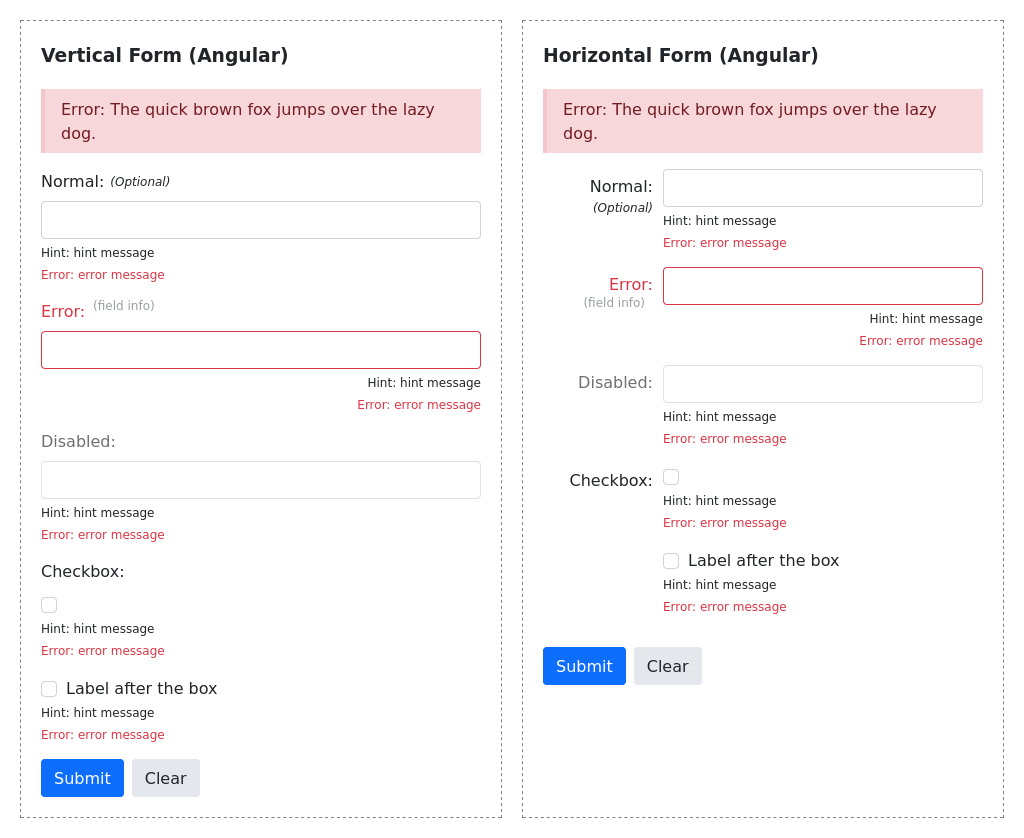 Vertical Form (Angular)
Error: The quick brown fox jumps over the lazy
dog.
Normal: (Optional)
Hint: hint message
Error: error message
Error: (field info)
Hint: hint message
Error: error message
Disabled:
Hint: hint message
Error: error message
Checkbox:
Hint: hint message
Error: error message
Label after the box
Hint: hint message
Error: error message
Submit Clear
Horizontal Form (Angular)
Error: The quick brown fox jumps over the lazy
dog.
Normal:
(Optional)
Hint: hint message
Error: error message
Error:
(field info)
Hint: hint message
Error: error message
Disabled:
Hint: hint message
Error: error message
Checkbox:
Hint: hint message
Error: error message
Label after the box
Hint: hint message
Error: error message
Submit Clear